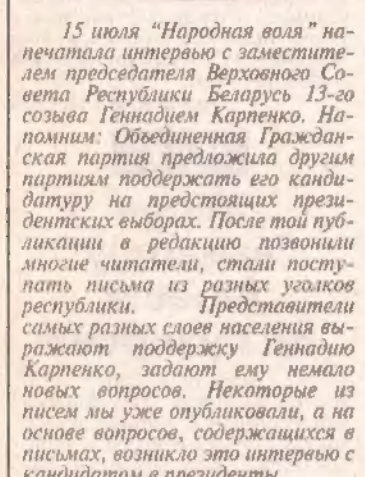 15 июля “Народная воля” на-
печатала интервью с заместите-
лем председателя Верховного Со-
вета Республики Беларусь 13-го
созыва Геннадием Карпенко. На-
помним: Объединенная Граждан-
ская партия предложила другим
партиям поддержать его канди-
датуру на предстоящих прези-
дентских выборах. После той пуб-
ликации в редакцию позвонили
многие читатели, стали посту-
пать письма из разных уголков
республики. Представители
самых разных слоев населения вы-
ражают поддержку Геннадию
Карпенко, задают ему немало
новых вопросов. Некоторые из
писем мы уже опубликовали, а на
основе вопросов, содержащихся в
письмах, возникло это интервью с
кандидатом в президенты